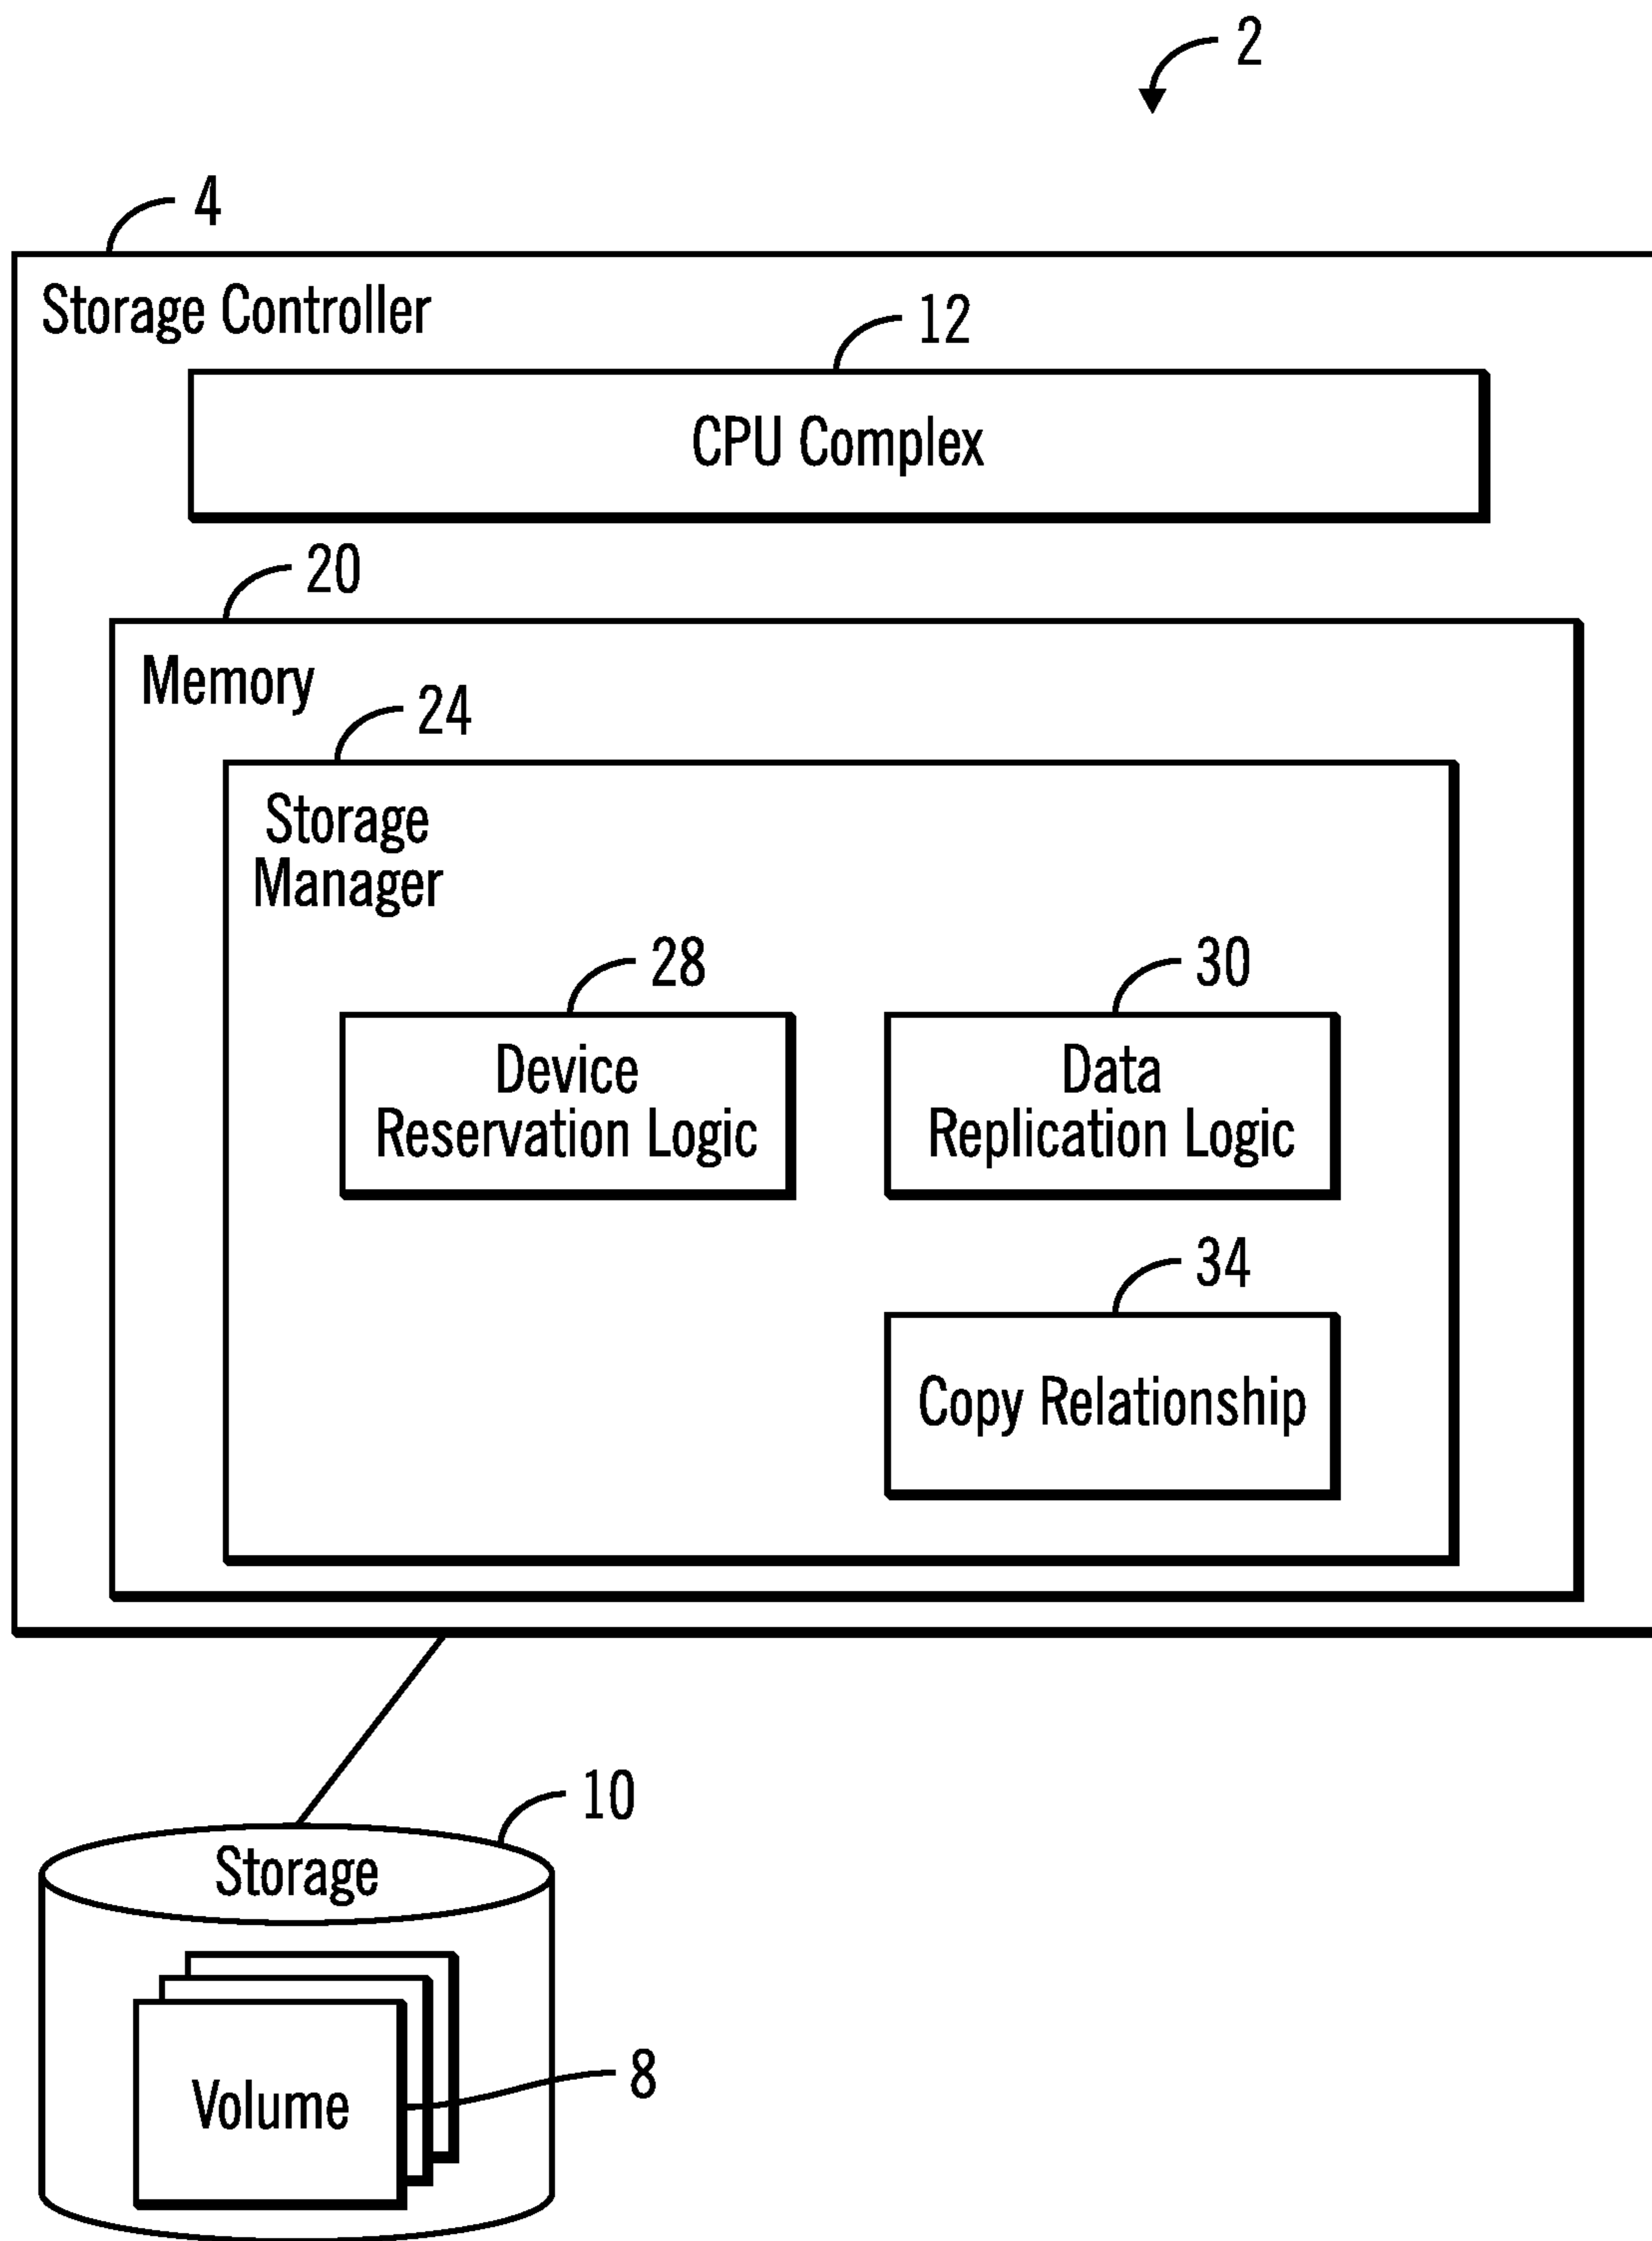 2
4
Storage Controller
12
CPU Complex
20
Memory
24
Storage
Manager
28
Device
Reservation Logic
30
Data
Replication Logic
34
Copy Relationship
10
Storage
Volume
8